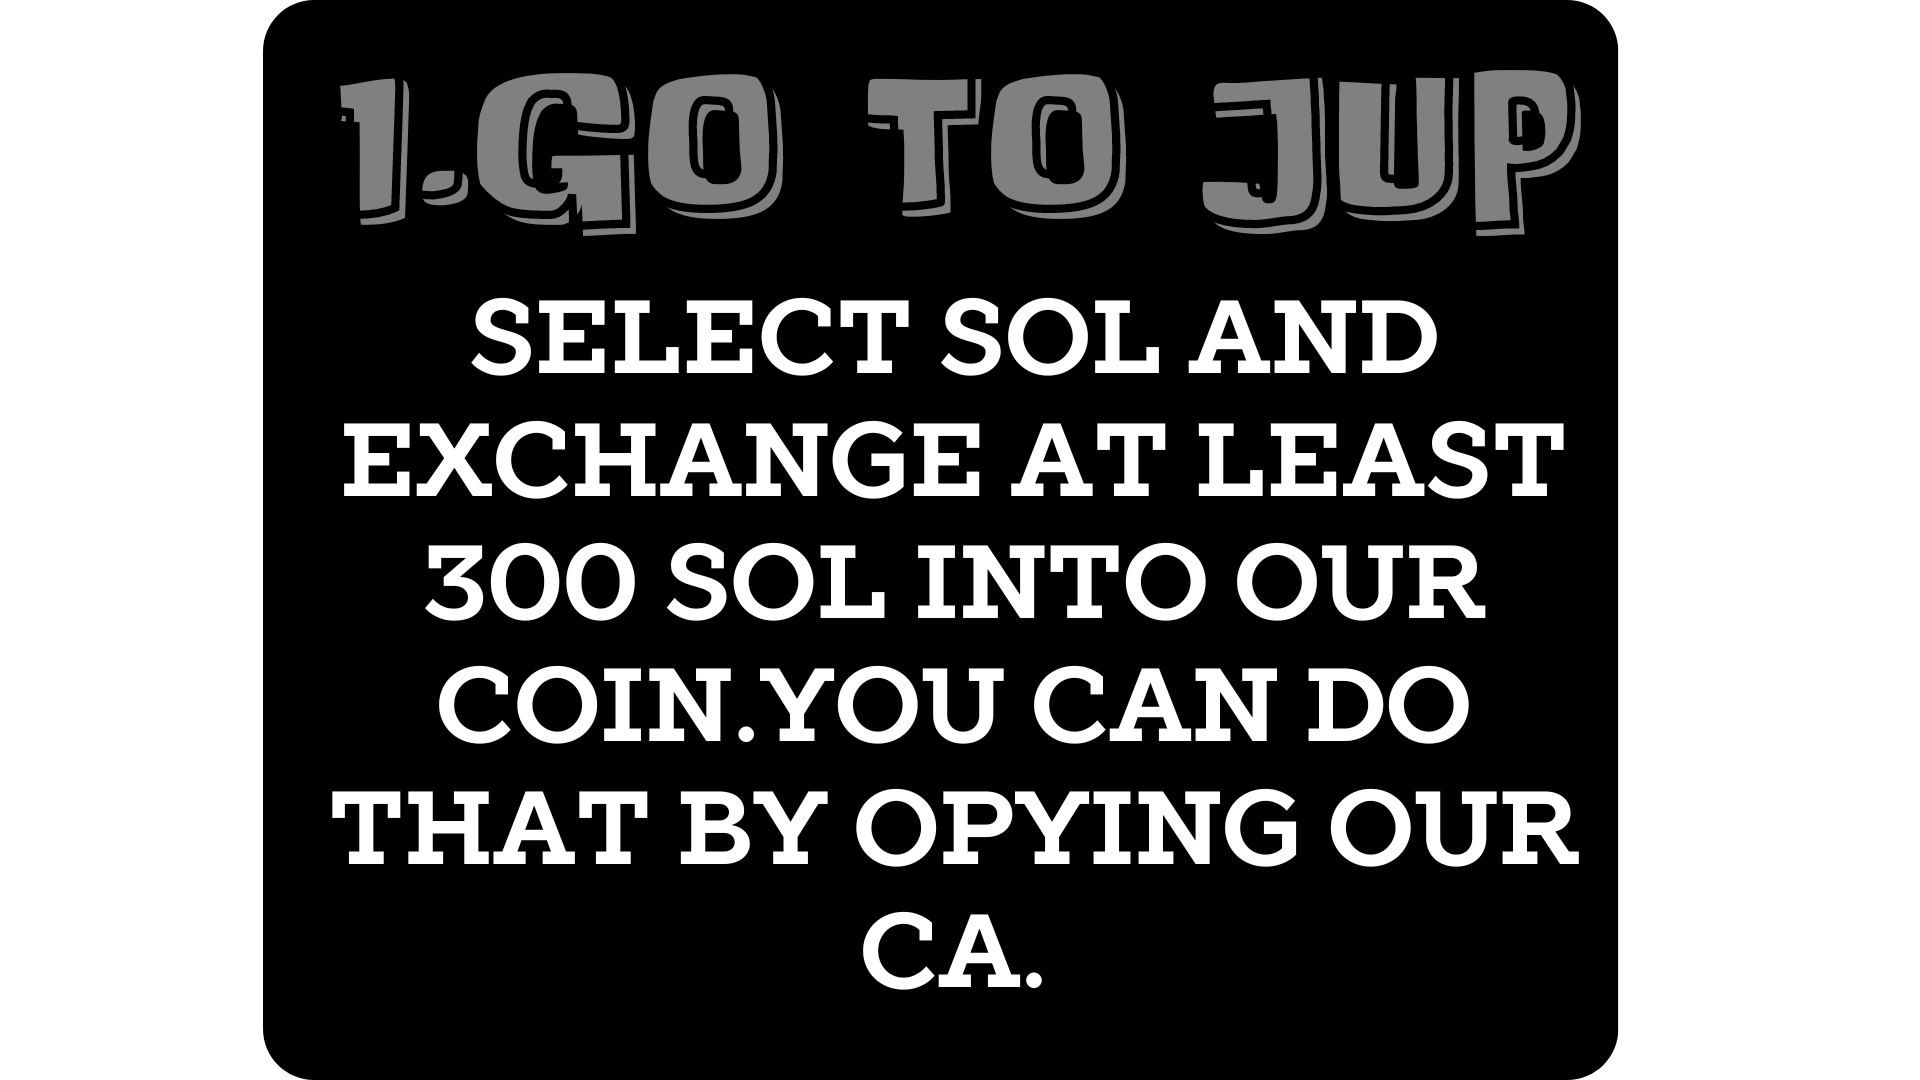 1.GO TO JUP
SELECT SOL AND
EXCHANGE AT LEAST
300 SOL INTO OUR
COIN.YOU CAN DO
THAT BY OPYING OUR
CA.